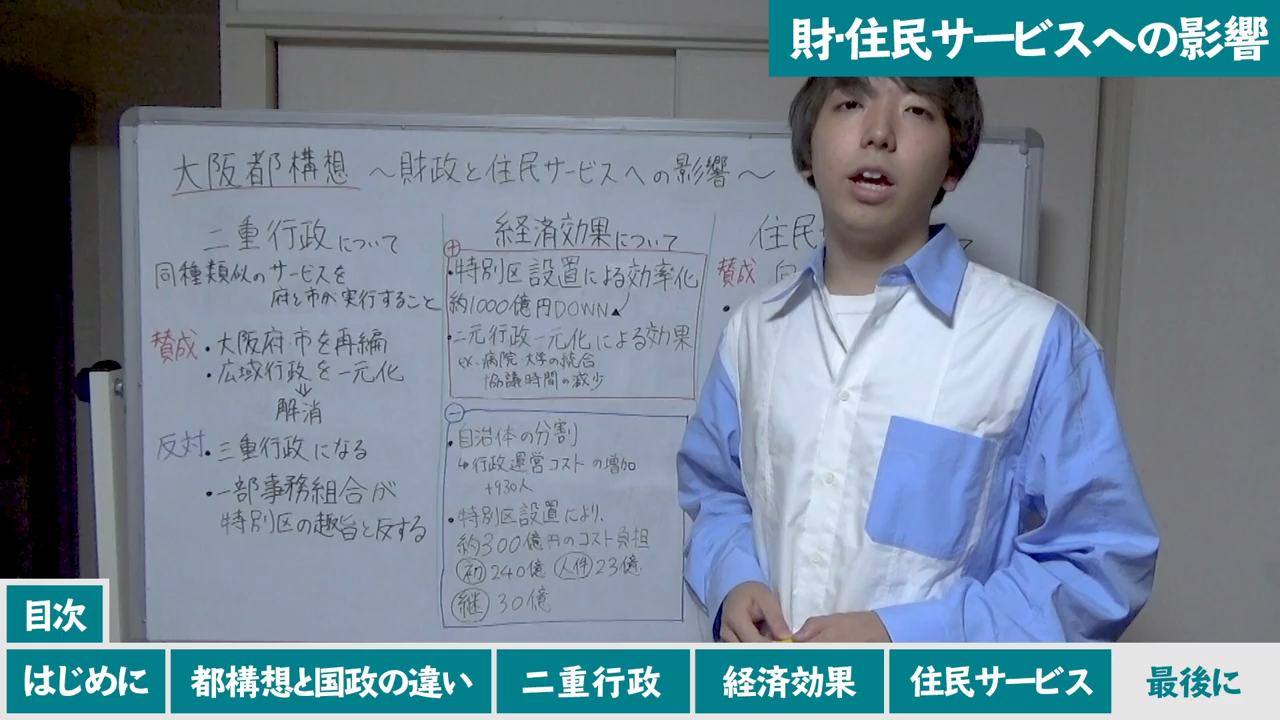 財・住民サービスへの影響
大阪都構想 ～財政と住民サービスへの影響～
二重行政について
同種類似のサービスを
府と市が実行すること
賛成・大阪府市を再編
・広域行政を一元化
解消
反対・三重行政になる
・一部事務組合が
特別区の趣旨と反する
経済効果について
＋
・特別区設置による効率化
約1000億円DOWN▲
・二元行政一元化による効果
ex. 病院・大学の統合
協議時間の減少
－
・自治体の分割
↳行政運営コストの増加
+930人
・特別区設置により、
約300億円のコスト負担
初 240億 人件 23億
継 30億
住民
賛成
目次
はじめに
都構想と国政の違い
二重行政
経済効果
住民サービス
最後に